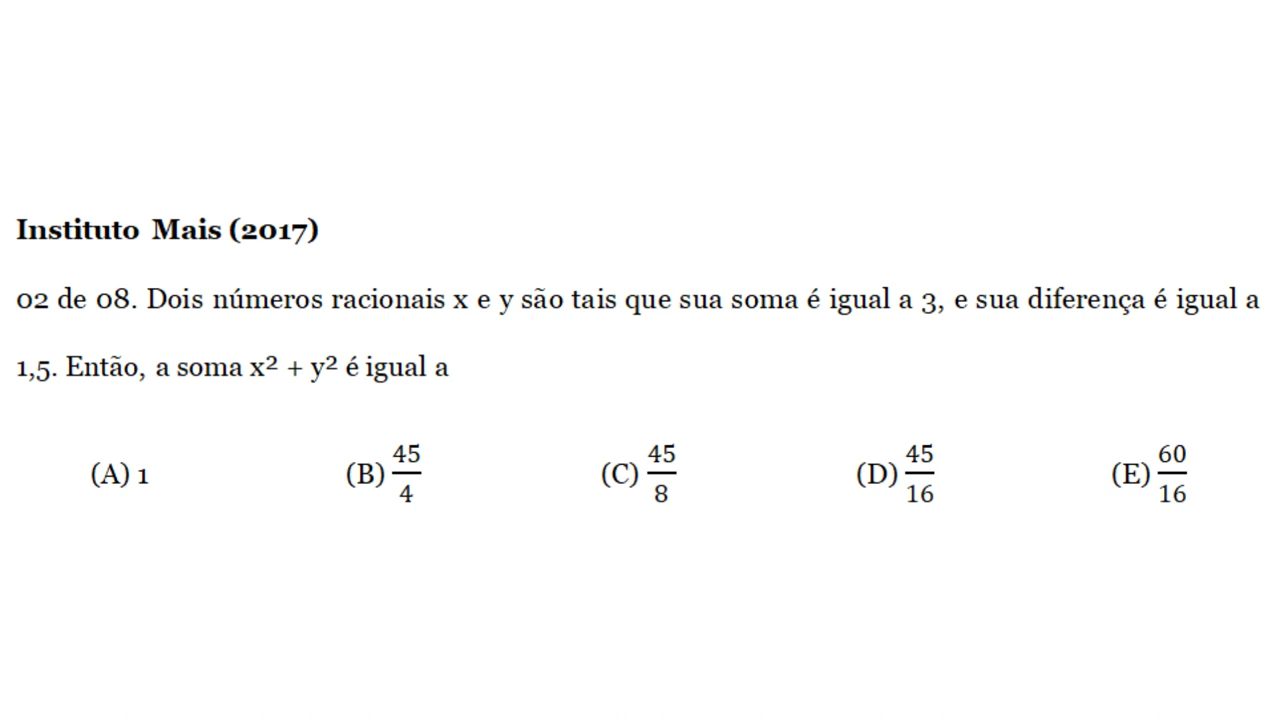 Instituto Mais (2017)
02 de 08. Dois números racionais x e y são tais que sua soma é igual a 3, e sua diferença é igual a
1,5. Então, a soma x² + y² é igual a
(A) 1 (B) 45/4 (C) 45/8 (D) 45/16 (E) 60/16